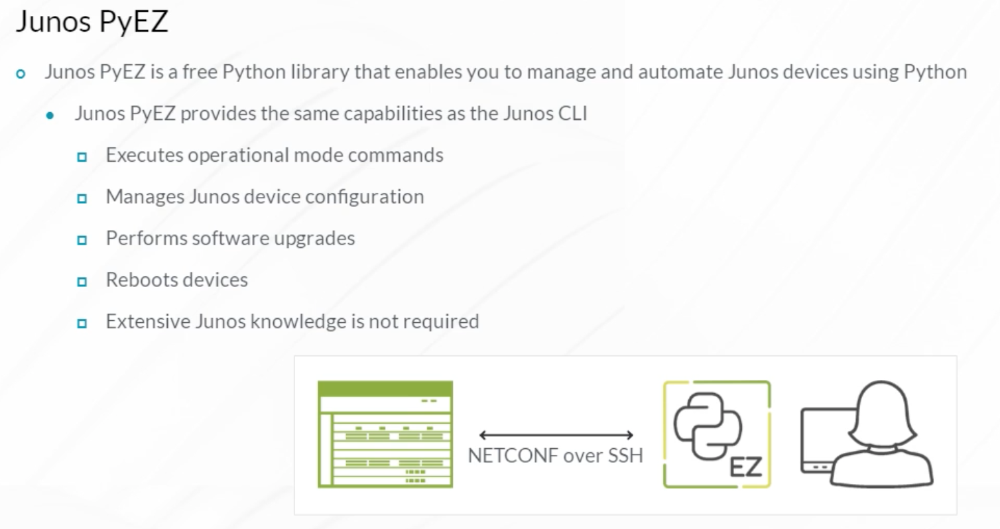 Junos PyEZ
Junos PyEZ is a free Python library that enables you to manage and automate Junos devices using Python
Junos PyEZ provides the same capabilities as the Junos CLI
Executes operational mode commands
Manages Junos device configuration
Performs software upgrades
Reboots devices
Extensive Junos knowledge is not required
NETCONF over SSH
EZ